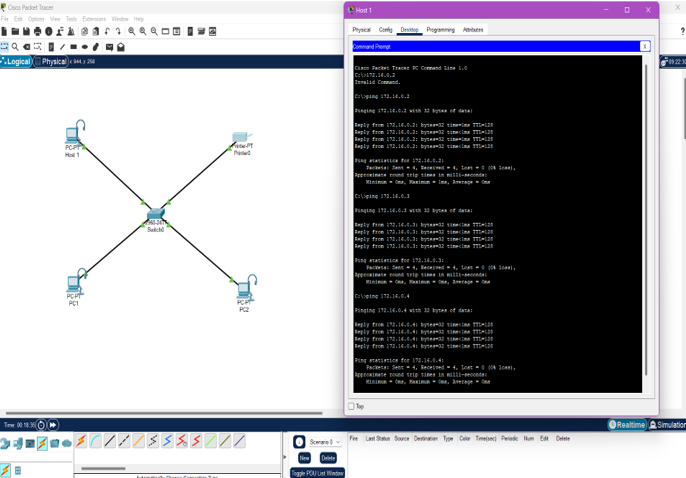 Cisco Packet Tracer
File Edit Options View Tools Extensions Window Help
Logical Physical x 944, y 258
09:22:30
PC-PT
Host 1
Printer-PT
Printer0
2960-24TT
Switch0
PC-PT
PC1
PC-PT
PC2
Host 1
Physical Config Desktop Programming Attributes
Command Prompt X
Cisco Packet Tracer PC Command Line 1.0
C:\>172.16.0.2
Invalid Command.
C:\>ping 172.16.0.2
Pinging 172.16.0.2 with 32 bytes of data:
Reply from 172.16.0.2: bytes=32 time=1ms TTL=128
Reply from 172.16.0.2: bytes=32 time<1ms TTL=128
Reply from 172.16.0.2: bytes=32 time<1ms TTL=128
Reply from 172.16.0.2: bytes=32 time<1ms TTL=128
Ping statistics for 172.16.0.2:
Packets: Sent = 4, Received = 4, Lost = 0 (0% loss),
Approximate round trip times in milli-seconds:
Minimum = 0ms, Maximum = 1ms, Average = 0ms
C:\>ping 172.16.0.3
Pinging 172.16.0.3 with 32 bytes of data:
Reply from 172.16.0.3: bytes=32 time<1ms TTL=128
Reply from 172.16.0.3: bytes=32 time<1ms TTL=128
Reply from 172.16.0.3: bytes=32 time<1ms TTL=128
Reply from 172.16.0.3: bytes=32 time<1ms TTL=128
Ping statistics for 172.16.0.3:
Packets: Sent = 4, Received = 4, Lost = 0 (0% loss),
Approximate round trip times in milli-seconds:
Minimum = 0ms, Maximum = 0ms, Average = 0ms
C:\>ping 172.16.0.4
Pinging 172.16.0.4 with 32 bytes of data:
Reply from 172.16.0.4: bytes=32 time<1ms TTL=128
Reply from 172.16.0.4: bytes=32 time<1ms TTL=128
Reply from 172.16.0.4: bytes=32 time<1ms TTL=128
Reply from 172.16.0.4: bytes=32 time<1ms TTL=128
Ping statistics for 172.16.0.4:
Packets: Sent = 4, Received = 4, Lost = 0 (0% loss),
Approximate round trip times in milli-seconds:
Minimum = 0ms, Maximum = 0ms, Average = 0ms
Top
Time: 00:18:36
Realtime Simulation
Scenario 0
New Delete
Toggle PDU List Window
Fire Last Status Source Destination Type Color Time(sec) Periodic Num Edit Delete